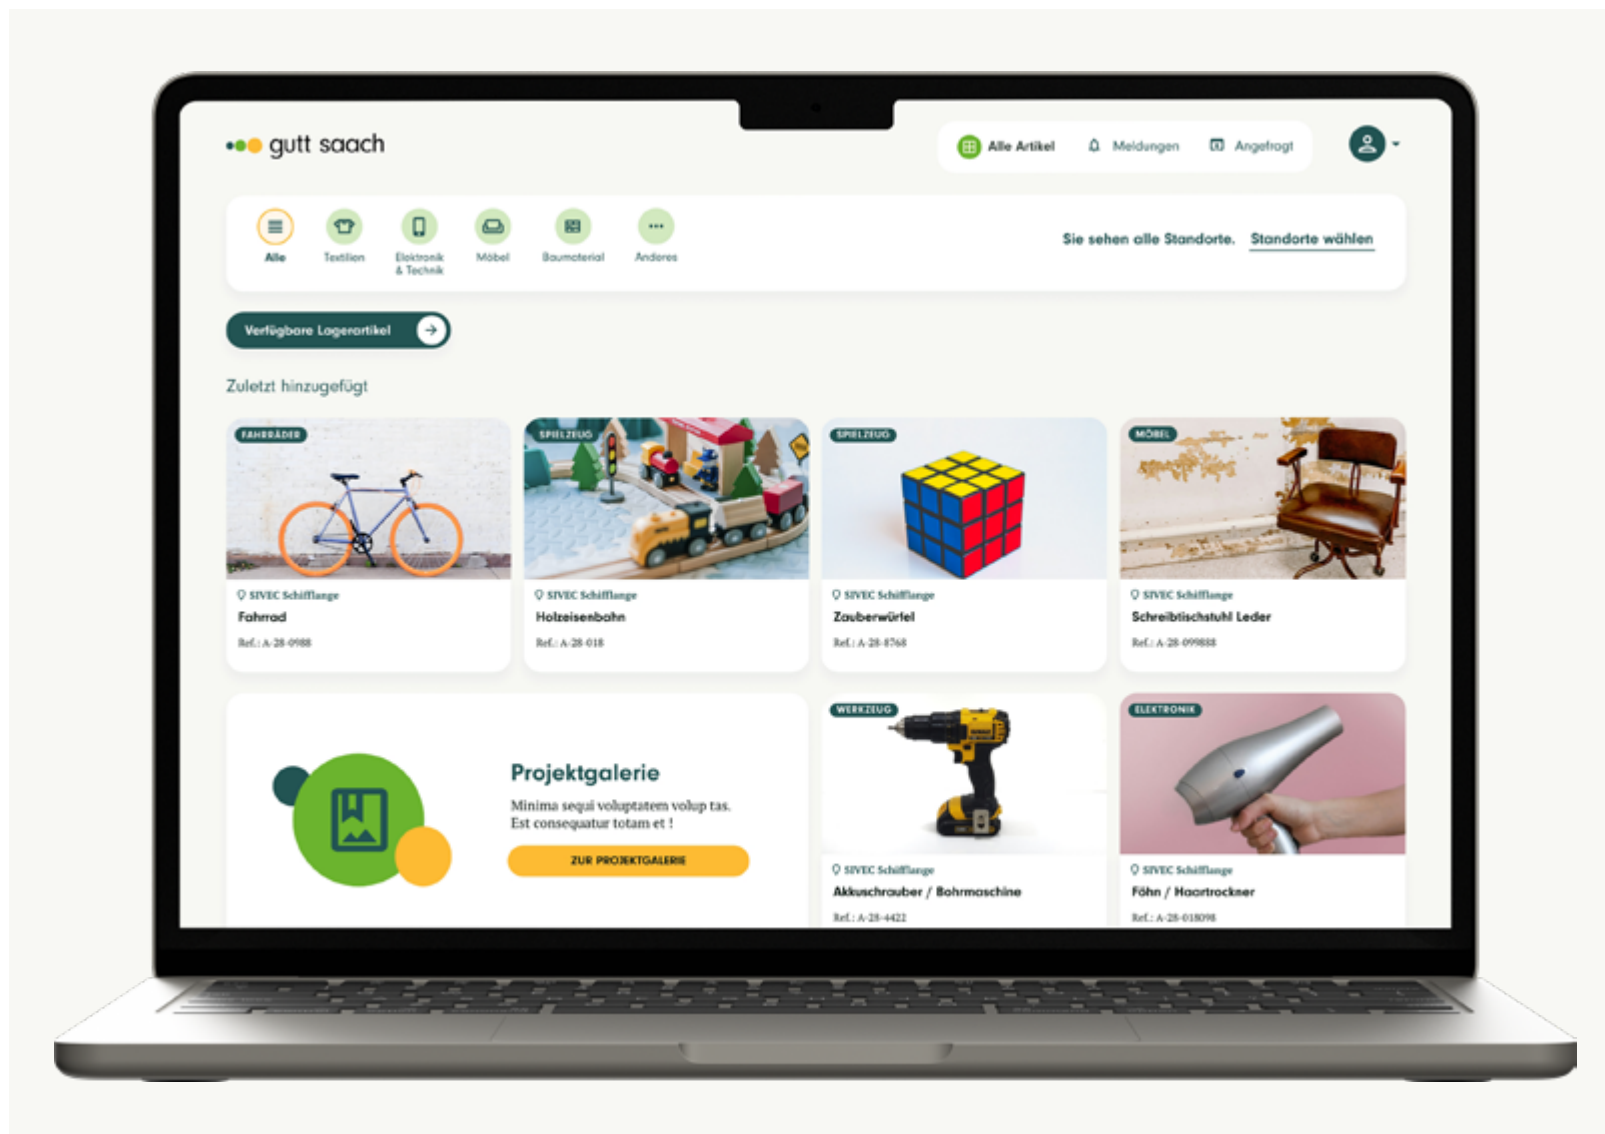 gutt saach
Alle Artikel
Meldungen
Angefragt
Alle
Textilien
Elektronik
& Technik
Möbel
Baumaterial
Anderes
Sie sehen alle Standorte. Standorte wählen
Verfügbare Lagerartikel
Zuletzt hinzugefügt
FAHRRÄDER
SIVEC Schifflange
Fahrrad
Ref.: A-28-0988
SPIELZEUG
SIVEC Schifflange
Holzeisenbahn
Ref.: A-28-018
SPIELZEUG
SIVEC Schifflange
Zauberwürfel
Ref.: A-28-8768
MÖBEL
SIVEC Schifflange
Schreibtischstuhl Leder
Ref.: A-28-099888
Projektgalerie
Minima sequi voluptatem volup tas.
Est consequatur totam et !
ZUR PROJEKTGALERIE
WERKZEUG
SIVEC Schifflange
Akkuschrauber / Bohrmaschine
Ref.: A-28-4422
ELEKTRONIK
SIVEC Schifflange
Föhn / Haartrockner
Ref.: A-28-018098